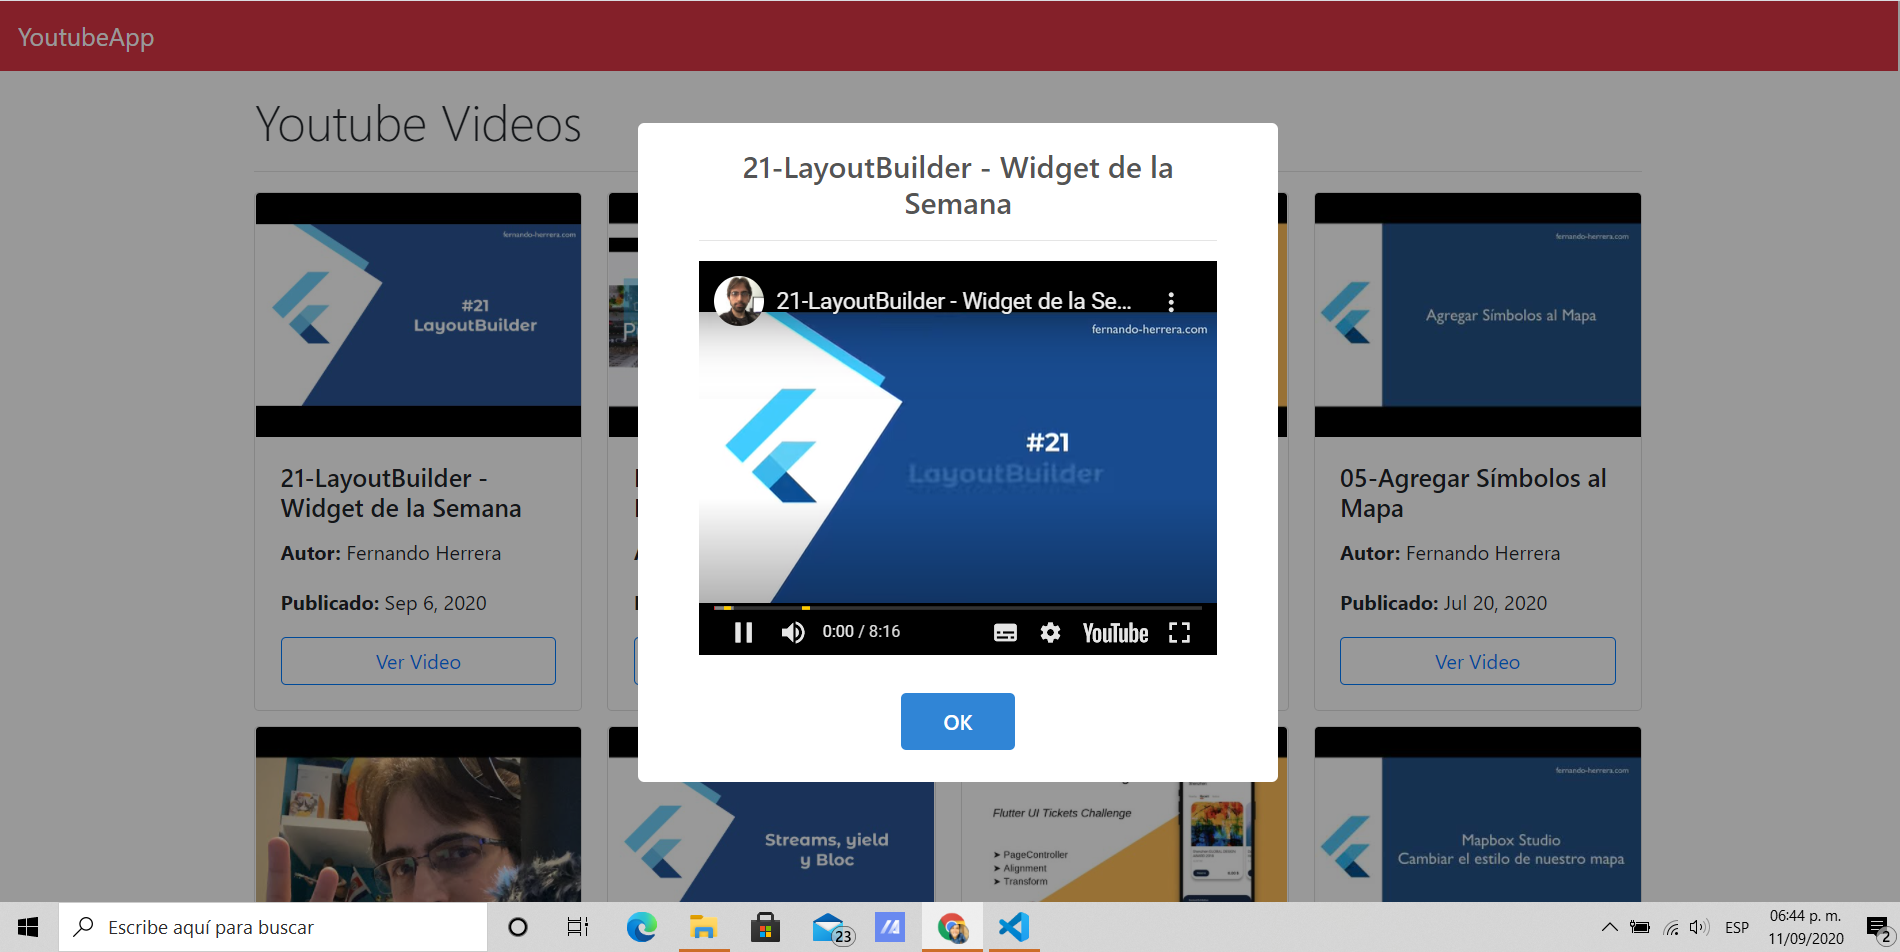 YoutubeApp
Youtube Videos
fernando-herrera.com
#21
LayoutBuilder
21-LayoutBuilder -
Widget de la Semana
Autor: Fernando Herrera
Publicado: Sep 6, 2020
Ver Video
21-LayoutBuilder - Widget de la
Semana
21-LayoutBuilder - Widget de la Se...
fernando-herrera.com
#21
LayoutBuilder
0:00 / 8:16
YouTube
OK
fernando-herrera.com
Agregar Símbolos al Mapa
05-Agregar Símbolos al
Mapa
Autor: Fernando Herrera
Publicado: Jul 20, 2020
Ver Video
Streams, yield
y Bloc
Flutter UI Tickets Challenge
➤ PageController
➤ Alignment
➤ Transform
fernando-herrera.com
Mapbox Studio
Cambiar el estilo de nuestro mapa
Escribe aquí para buscar
23
ESP
06:44 p. m.
11/09/2020
2